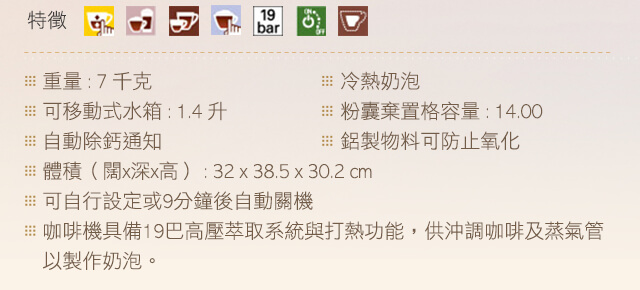 特徵 19 bar ON OFF
重量 : 7 千克
冷熱奶泡
可移動式水箱 : 1.4 升
粉囊棄置格容量 : 14.00
自動除鈣通知
鋁製物料可防止氧化
體積（闊x深x高） : 32 x 38.5 x 30.2 cm
可自行設定或9分鐘後自動關機
咖啡機具備19巴高壓萃取系統與打熱功能，供沖調咖啡及蒸氣管
以製作奶泡。